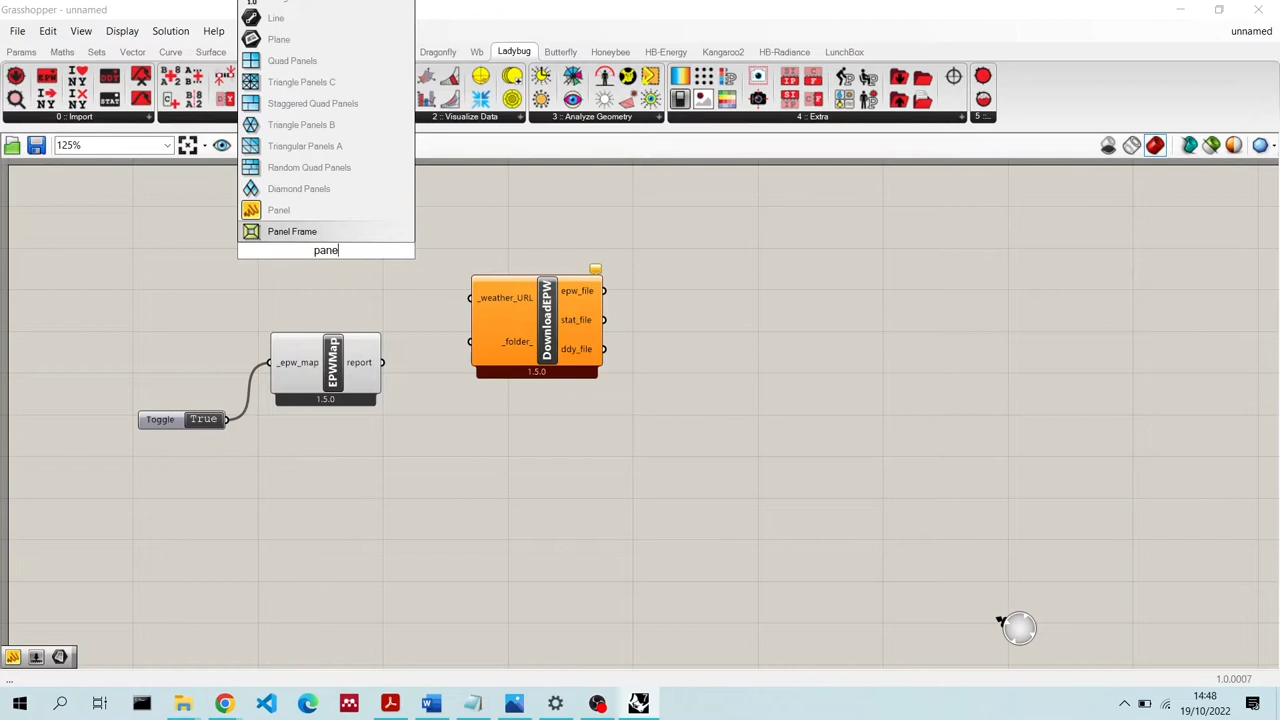 Grasshopper - unnamed
File Edit View Display Solution Help
unnamed
Params Maths Sets Vector Curve Surface
Dragonfly Wb Ladybug Butterfly Honeybee HB-Energy Kangaroo2 HB-Radiance LunchBox
0 :: Import
2 :: Visualize Data
3 :: Analyze Geometry
4 :: Extra
5 ::..
125%
Line
Plane
Quad Panels
Triangle Panels C
Staggered Quad Panels
Triangle Panels B
Triangular Panels A
Random Quad Panels
Diamond Panels
Panel
Panel Frame
pane
_weather_URL
_folder_
DownloadEPW
epw_file
stat_file
ddy_file
1.5.0
_epw_map
EPWMap
report
1.5.0
Toggle True
...
1.0.0007
14:48
19/10/2022